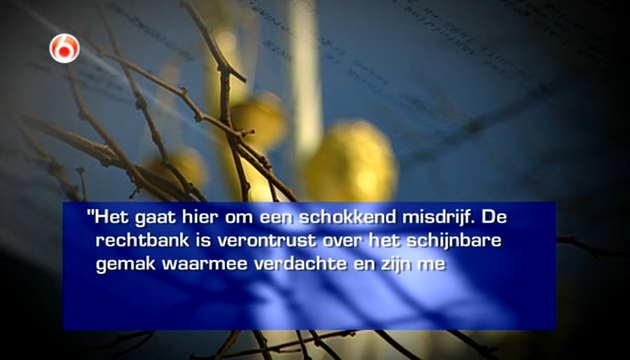 6
"Het gaat hier om een schokkend misdrijf. De
rechtbank is verontrust over het schijnbare
gemak waarmee verdachte en zijn me